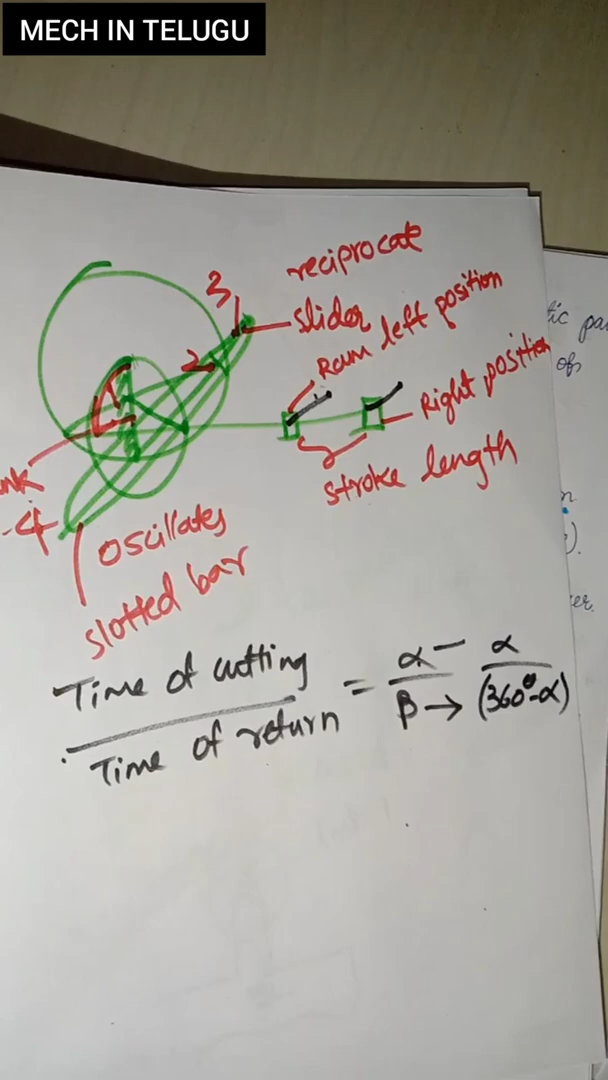 MECH IN TELUGU
reciprocate
3
slider
Ram left position
2
1
Right position
stroke length
4
oscillates
slotted bar
Time of cutting / Time of return = α / β → α / (360°-α)
of